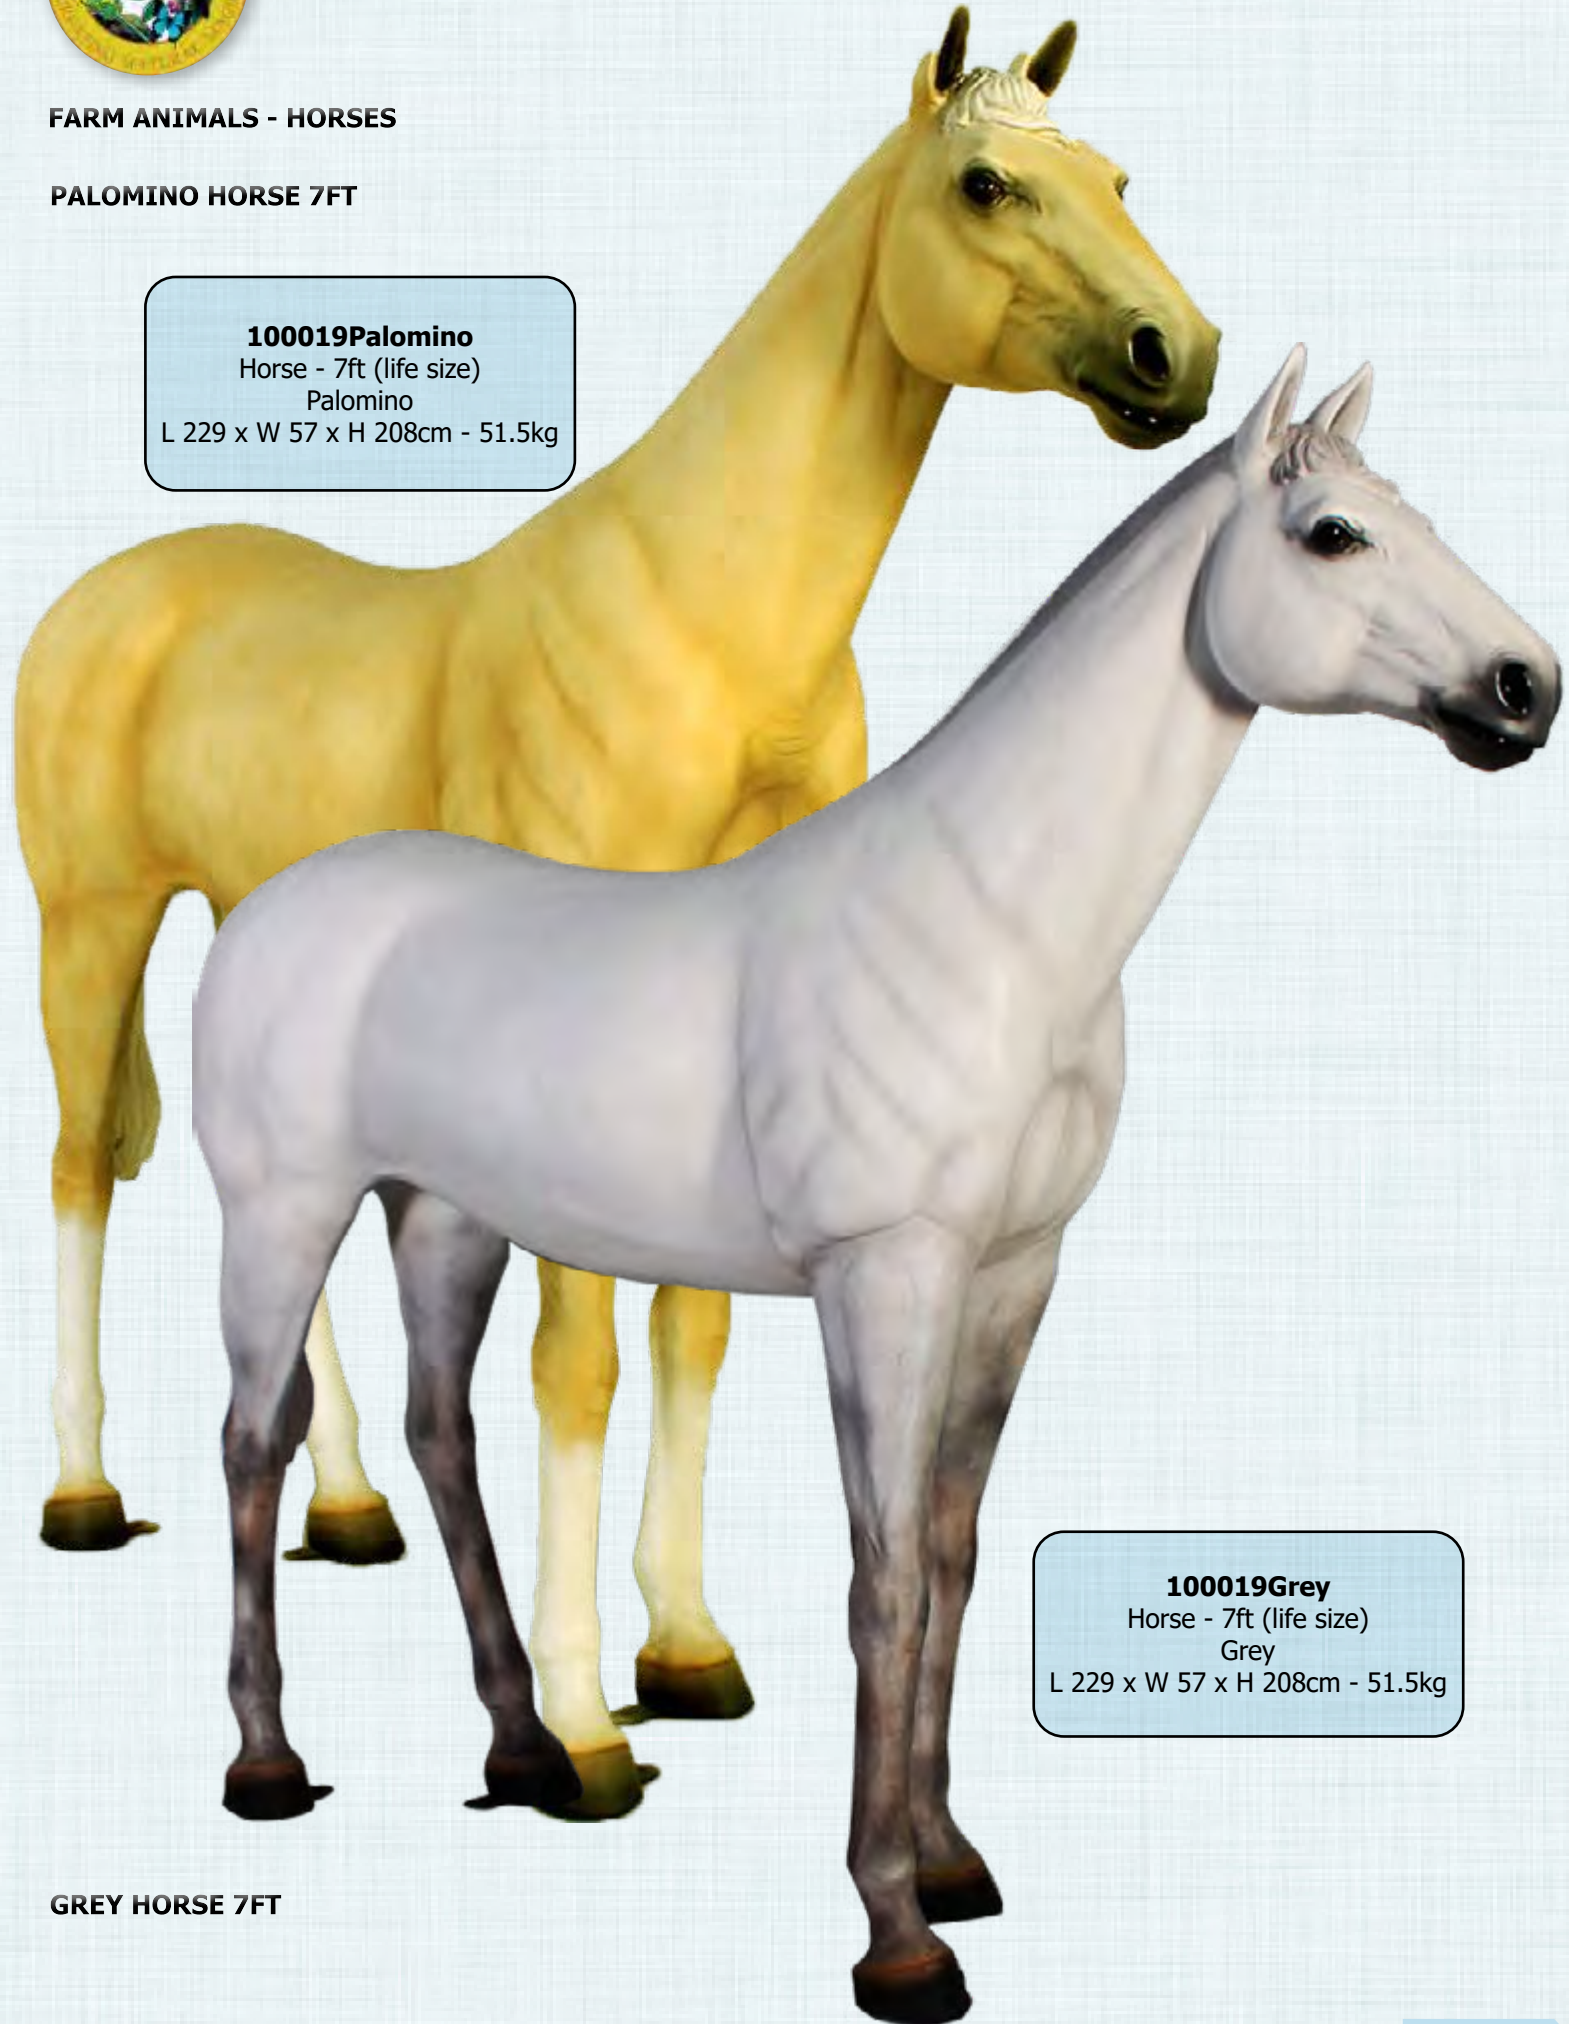 FARM ANIMALS - HORSES
PALOMINO HORSE 7FT
100019Palomino
Horse - 7ft (life size)
Palomino
L 229 x W 57 x H 208cm - 51.5kg
100019Grey
Horse - 7ft (life size)
Grey
L 229 x W 57 x H 208cm - 51.5kg
GREY HORSE 7FT